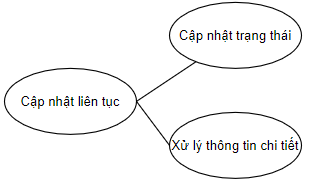 Cập nhật trạng thái
Cập nhật liên tục
Xử lý thông tin chi tiết